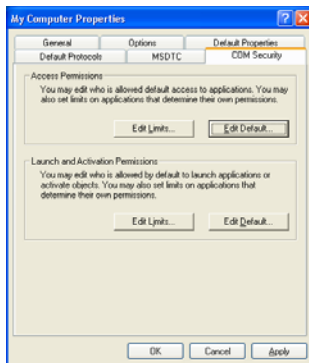 My Computer Properties
General Options Default Properties
Default Protocols MSDTC COM Security
Access Permissions
You may edit who is allowed default access to applications. You may
also set limits on applications that determine their own permissions.
Edit Limits... Edit Default...
Launch and Activation Permissions
You may edit who is allowed by default to launch applications or
activate objects. You may also set limits on applications that
determine their own permissions.
Edit Limits... Edit Default...
OK Cancel Apply